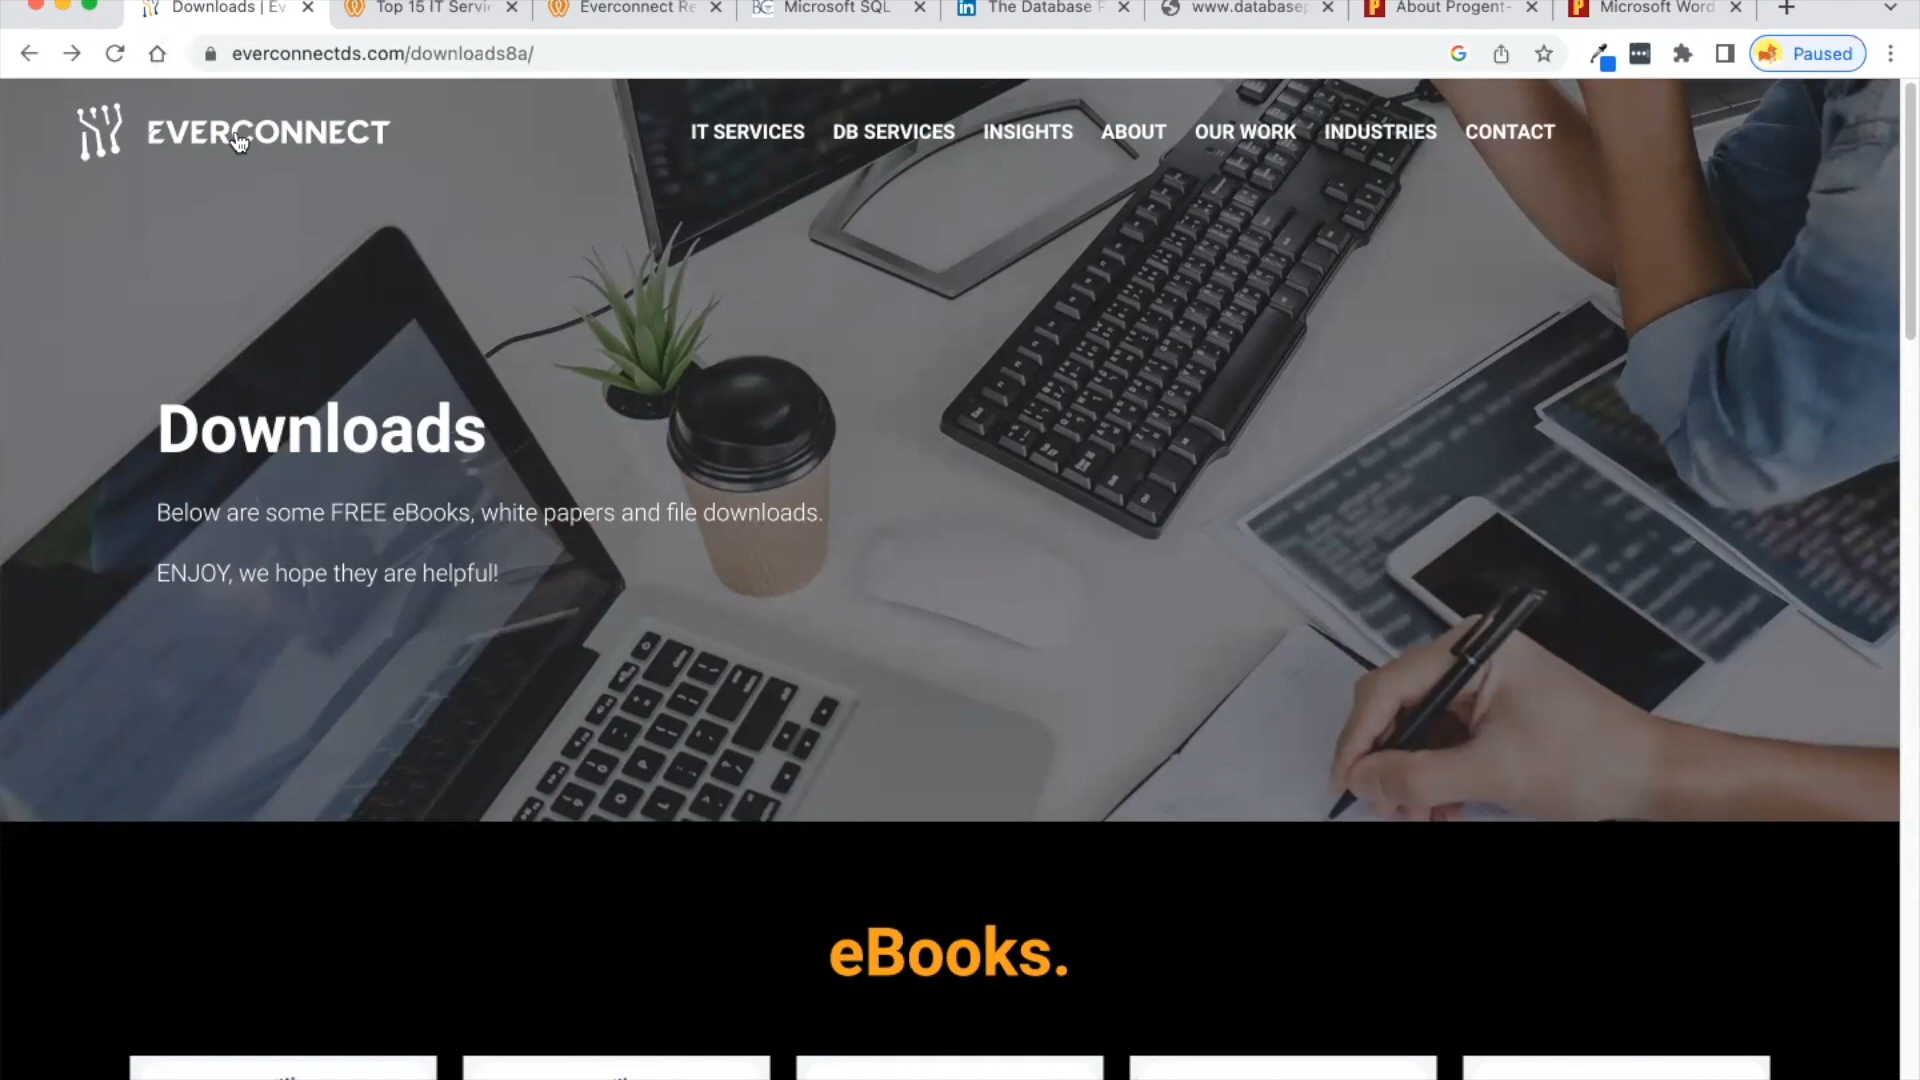 Downloads | Ev
Top 15 IT Servi
Everconnect Re
Microsoft SQL
The Database F
www.databasep
About Progent-
Microsoft Word
everconnectds.com/downloads8a/
Paused
EVERCONNECT
IT SERVICES
DB SERVICES
INSIGHTS
ABOUT
OUR WORK
INDUSTRIES
CONTACT
Downloads
Below are some FREE eBooks, white papers and file downloads.
ENJOY, we hope they are helpful!
eBooks.